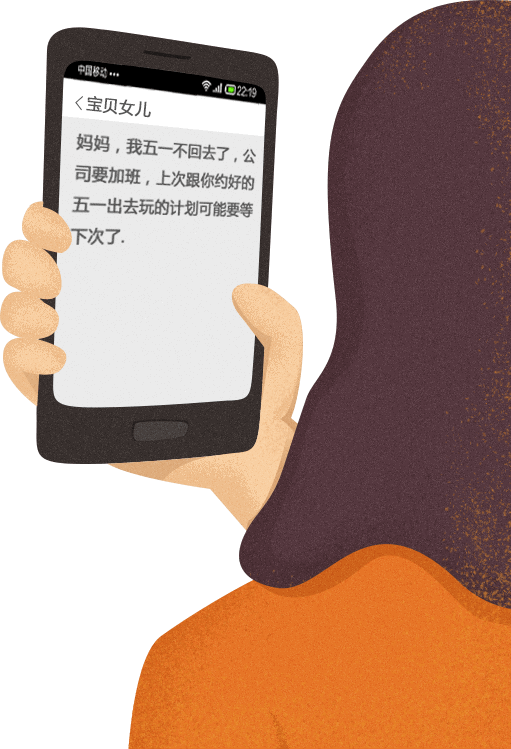 中国移动••• 22:19
<宝贝女儿
妈妈，我五一不回去了，公
司要加班，上次跟你约好的
五一出去玩的计划可能要等
下次了.